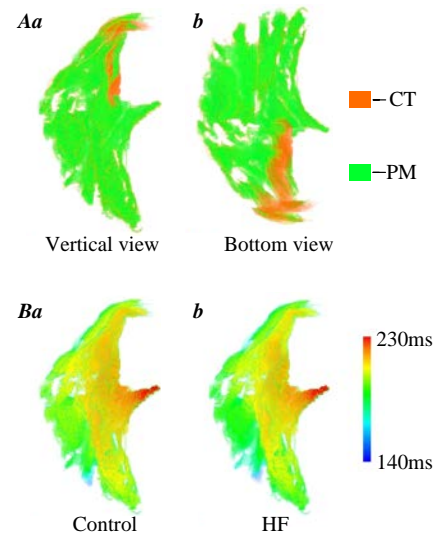 Aa
b
CT
PM
Vertical view
Bottom view
Ba
b
230ms
140ms
Control
HF